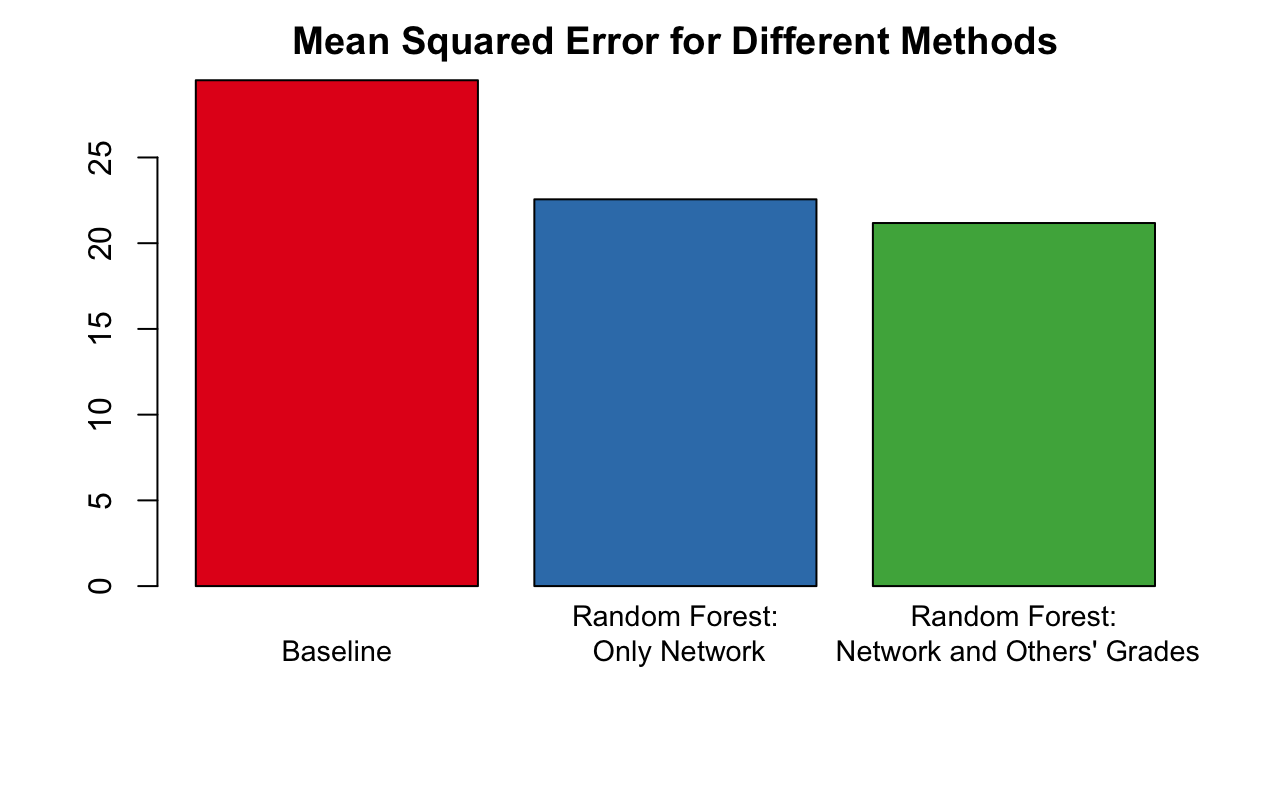 Mean Squared Error for Different Methods
25
20
15
10
5
0
Baseline
Random Forest:
Only Network
Random Forest:
Network and Others' Grades